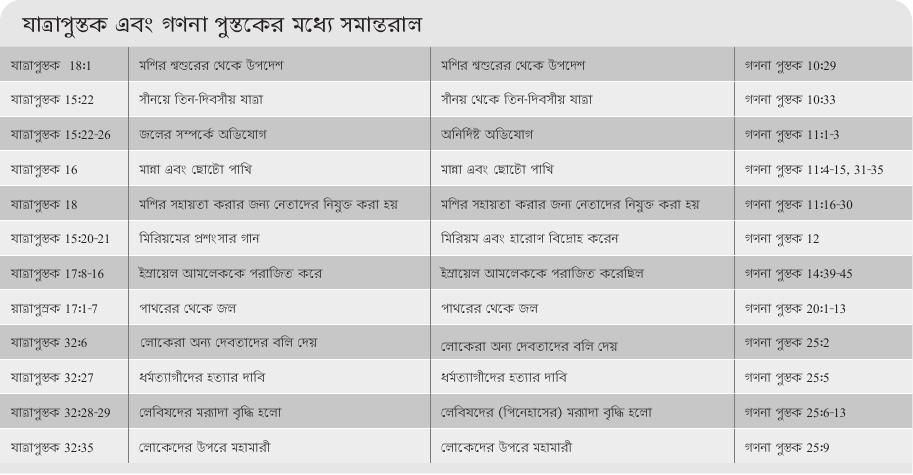 যাত্রাপুস্তক এবং গণনা পুস্তকের মধ্যে সমান্তরাল
যাত্রাপুস্তক 18:1 মশির শ্বশুরের থেকে উপদেশ মশির শ্বশুরের থেকে উপদেশ গণনা পুস্তক 10:29
যাত্রাপুস্তক 15:22 সীনয়ে তিন-দিবসীয় যাত্রা সীনয় থেকে তিন-দিবসীয় যাত্রা গণনা পুস্তক 10:33
যাত্রাপুস্তক 15:22-26 জলের সম্পর্কে অভিযোগ অনির্দিষ্ট অভিযোগ গণনা পুস্তক 11:1-3
যাত্রাপুস্তক 16 মান্না এবং ছোটো পাখি মান্না এবং ছোটো পাখি গণনা পুস্তক 11:4-15, 31-35
যাত্রাপুস্তক 18 মশির সহায়তা করার জন্য নেতাদের নিযুক্ত করা হয় মশির সহায়তা করার জন্য নেতাদের নিযুক্ত করা হয় গণনা পুস্তক 11:16-30
যাত্রাপুস্তক 15:20-21 মিরিয়মের প্রশংসার গান মিরিয়ম এবং হারোণ বিদ্রোহ করেন গণনা পুস্তক 12
যাত্রাপুস্তক 17:8-16 ইস্রায়েল আমলেককে পরাজিত করে ইস্রায়েল আমলেককে পরাজিত করেছিল গণনা পুস্তক 14:39-45
য়াত্রাপুস্রক 17:1-7 পাথরের থেকে জল পাথরের থেকে জল গণনা পুস্তক 20:1-13
যাত্রাপুস্তক 32:6 লোকেরা অন্য দেবতাদের বলি দেয় লোকেরা অন্য দেবতাদের বলি দেয় গণনা পুস্তক 25:2
যাত্রাপুস্তক 32:27 ধর্মত্যাগীদের হত্যার দাবি ধর্মত্যাগীদের হত্যার দাবি গণনা পুস্তক 25:5
যাত্রাপুস্তক 32:28-29 লেবিষদের মর‍্যাদা বৃদ্ধি হলো লেবিষদের (পিনেহাসের) মর‍্যাদা বৃদ্ধি হলো গণনা পুস্তক 25:6-13
যাত্রাপুস্তক 32:35 লোকেদের উপরে মহামারী লোকেদের উপরে মহামারী গণনা পুস্তক 25:9